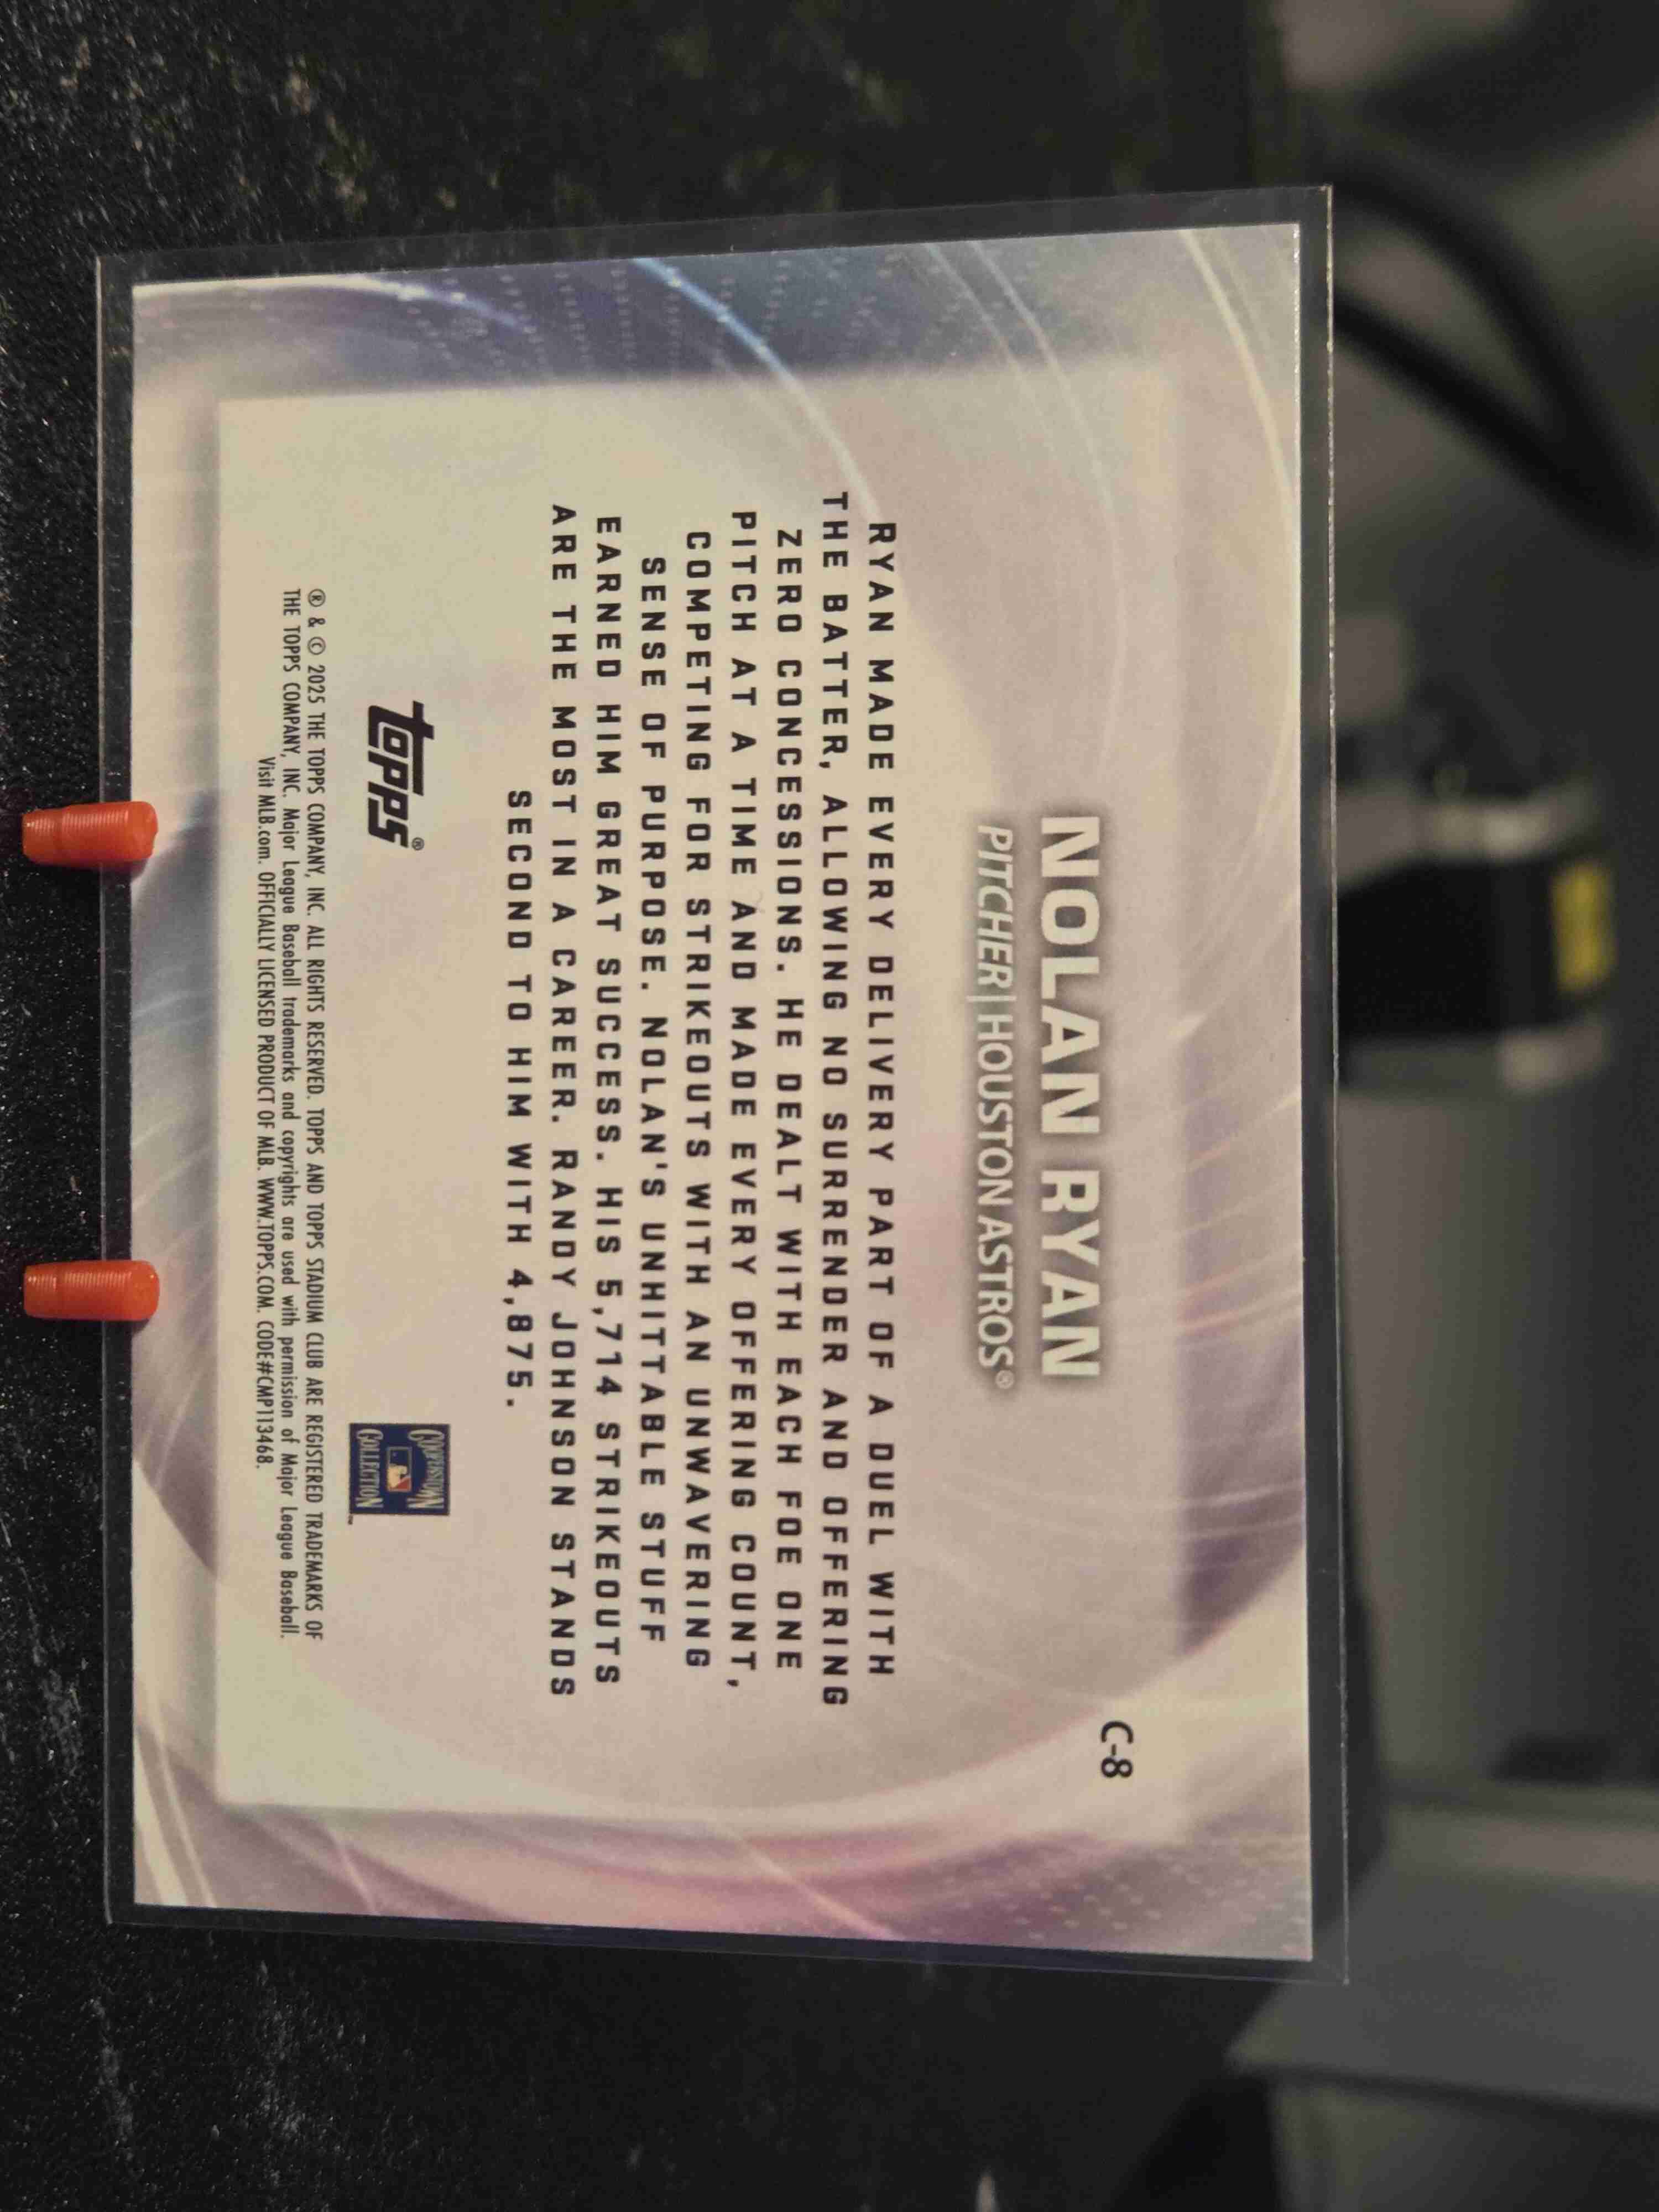 C-8
NOLAN RYAN
PITCHER | HOUSTON ASTROS®
RYAN MADE EVERY DELIVERY PART OF A DUEL WITH
THE BATTER, ALLOWING NO SURRENDER AND OFFERING
ZERO CONCESSIONS. HE DEALT WITH EACH FOE ONE
PITCH AT A TIME AND MADE EVERY OFFERING COUNT,
COMPETING FOR STRIKEOUTS WITH AN UNWAVERING
SENSE OF PURPOSE. NOLAN'S UNHITTABLE STUFF
EARNED HIM GREAT SUCCESS. HIS 5,714 STRIKEOUTS
ARE THE MOST IN A CAREER. RANDY JOHNSON STANDS
SECOND TO HIM WITH 4,875.
topps®
COOPERSTOWN
COLLECTION™
® & © 2025 THE TOPPS COMPANY, INC. ALL RIGHTS RESERVED. TOPPS AND TOPPS STADIUM CLUB ARE REGISTERED TRADEMARKS OF
THE TOPPS COMPANY, INC. Major League Baseball trademarks and copyrights are used with permission of Major League Baseball.
Visit MLB.com. OFFICIALLY LICENSED PRODUCT OF MLB. WWW.TOPPS.COM. CODE#CMP113468.